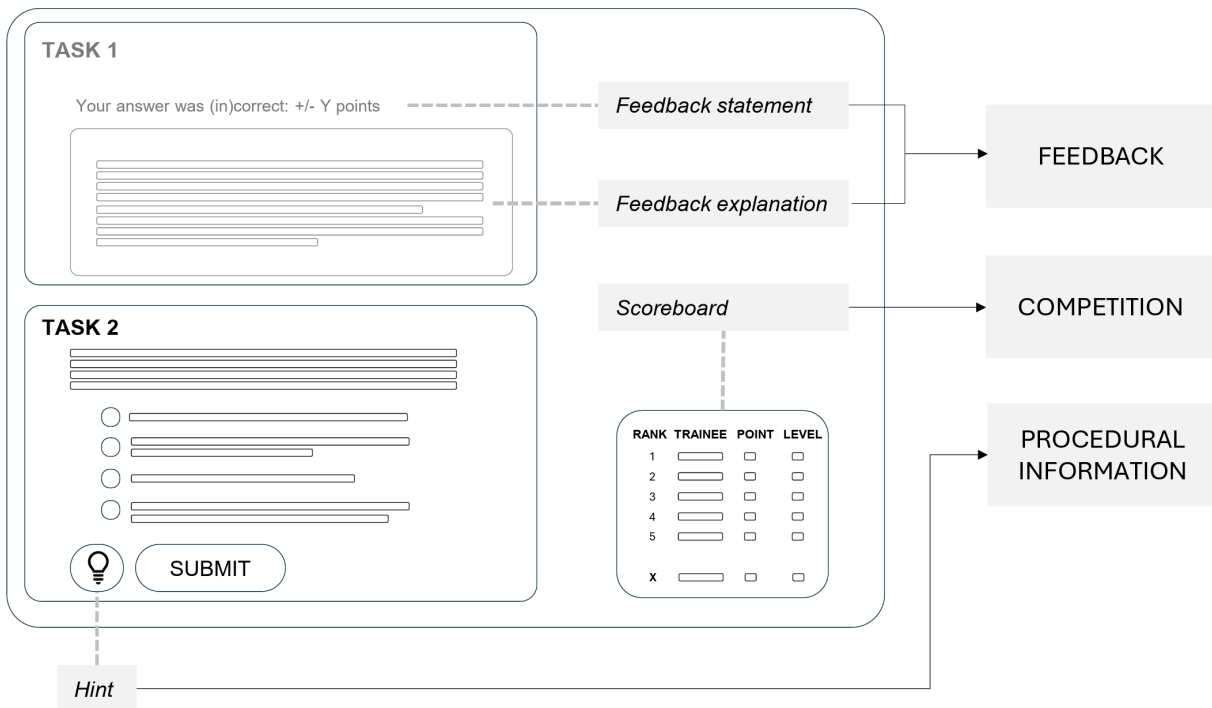 TASK 1
Your answer was (in)correct: +/- Y points
Feedback statement
Feedback explanation
FEEDBACK
TASK 2
SUBMIT
Hint
Scoreboard
COMPETITION
RANK TRAINEE POINT LEVEL
1
2
3
4
5
X
PROCEDURAL
INFORMATION